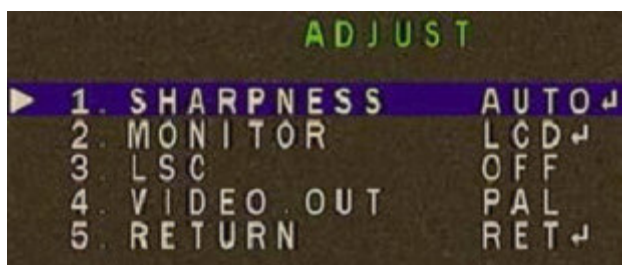 ADJUST
▶ 1. SHARPNESS AUTO↲
2. MONITOR LCD↲
3. LSC OFF
4. VIDEO.OUT PAL
5. RETURN RET↲